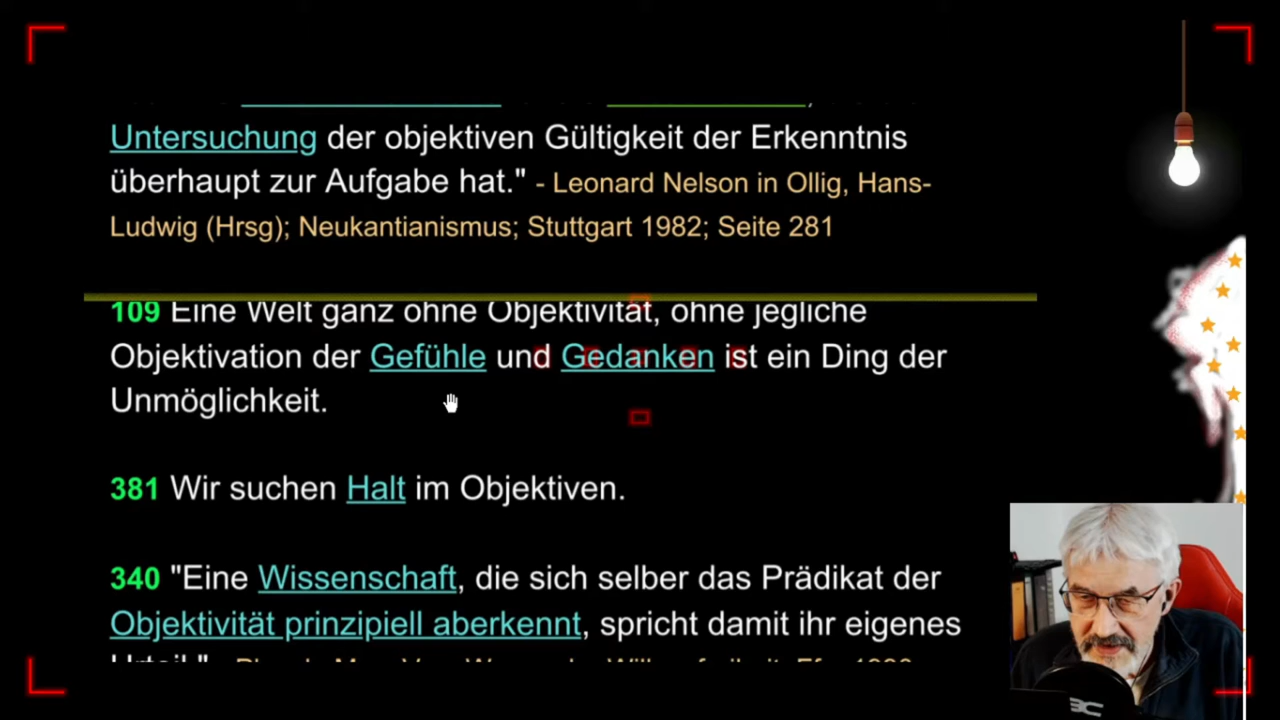 Untersuchung der objektiven Gültigkeit der Erkenntnis
überhaupt zur Aufgabe hat." - Leonard Nelson in Ollig, Hans-
Ludwig (Hrsg); Neukantianismus; Stuttgart 1982; Seite 281
109 Eine Welt ganz ohne Objektivität, ohne jegliche
Objektivation der Gefühle und Gedanken ist ein Ding der
Unmöglichkeit.
381 Wir suchen Halt im Objektiven.
340 "Eine Wissenschaft, die sich selber das Prädikat der
Objektivität prinzipiell aberkennt, spricht damit ihr eigenes